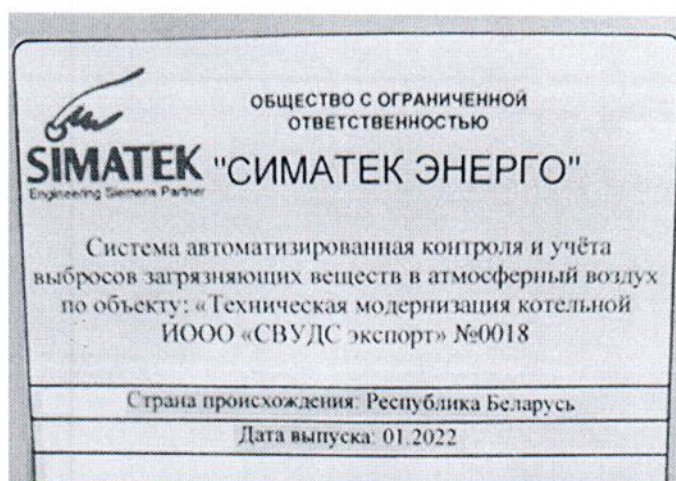 ОБЩЕСТВО С ОГРАНИЧЕННОЙ
ОТВЕТСТВЕННОСТЬЮ
SIMATEK
Engineering Siemens Partner
"СИМАТЕК ЭНЕРГО"
Система автоматизированная контроля и учёта
выбросов загрязняющих веществ в атмосферный воздух
по объекту: «Техническая модернизация котельной
ИООО «СВУДС экспорт» №0018
Страна происхождения: Республика Беларусь
Дата выпуска: 01.2022